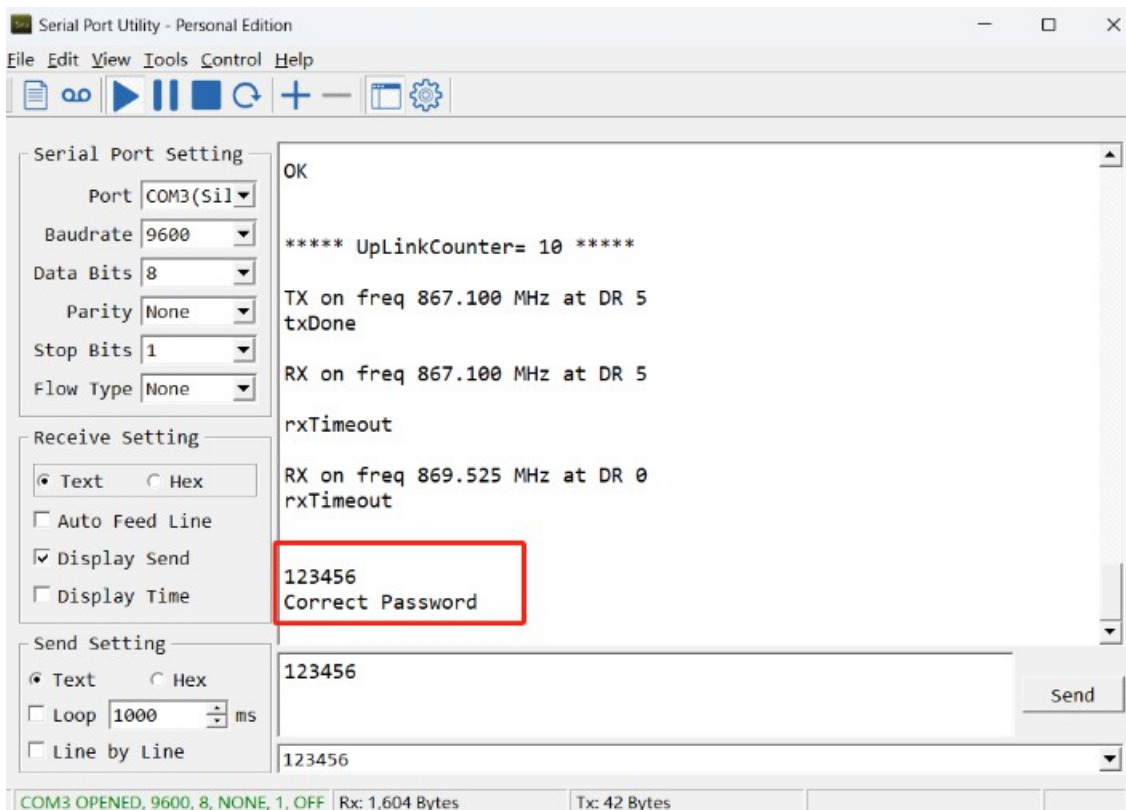 Serial Port Utility - Personal Edition
File Edit View Tools Control Help
Serial Port Setting
Port COM3(Sil
Baudrate 9600
Data Bits 8
Parity None
Stop Bits 1
Flow Type None
Receive Setting
Text Hex
Auto Feed Line
Display Send
Display Time
Send Setting
Text Hex
Loop 1000 ms
Line by Line
OK
***** UpLinkCounter= 10 *****
TX on freq 867.100 MHz at DR 5
txDone
RX on freq 867.100 MHz at DR 5
rxTimeout
RX on freq 869.525 MHz at DR 0
rxTimeout
123456
Correct Password
123456
Send
123456
COM3 OPENED, 9600, 8, NONE, 1, OFF Rx: 1,604 Bytes Tx: 42 Bytes